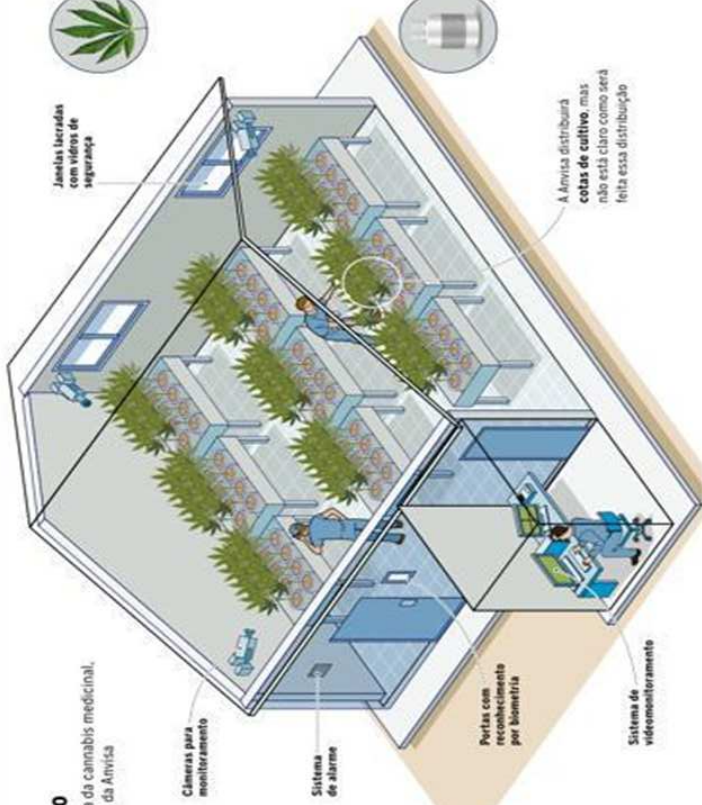 o
a da cannabis medicinal,
da Anvisa
Câmeras para
monitoramento
Sistema
de alarme
Portas com
reconhecimento
por biometria
Sistema de
videomonitoramento
Janelas lacradas
com vidros de
segurança
A Anvisa distribuirá
cotas de cultivo, mas
não está claro como será
feita essa distribuição